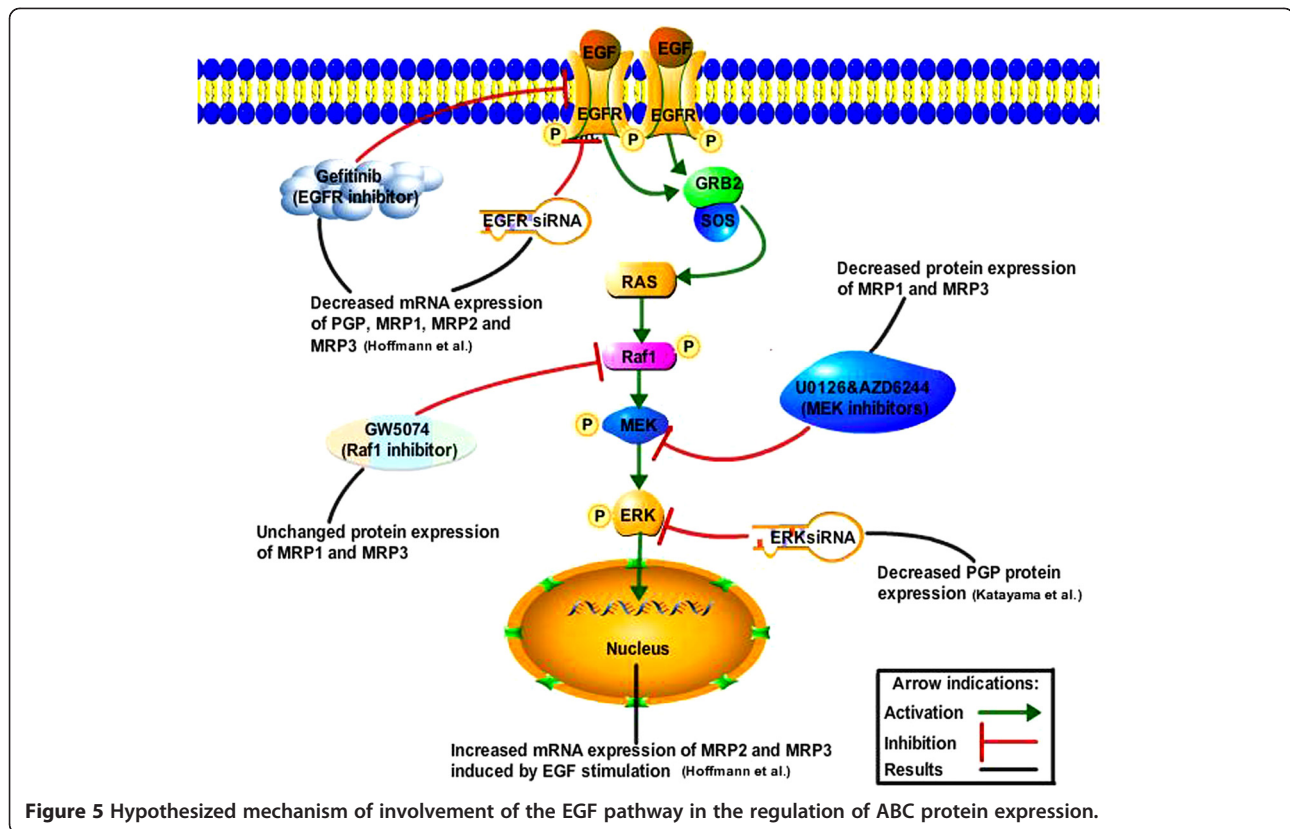 EGF
EGF
EGFR
EGFR
P
P
P
Gefitinib
(EGFR inhibitor)
EGFR siRNA
GRB2
SOS
Decreased mRNA expression
of PGP, MRP1, MRP2 and
MRP3 (Hoffmann et al.)
RAS
Decreased protein expression
of MRP1 and MRP3
Raf1
P
U0126&AZD6244
(MEK inhibitors)
GW5074
(Raf1 inhibitor)
P
MEK
Unchanged protein expression
of MRP1 and MRP3
P
ERK
ERKsiRNA
Decreased PGP protein
expression (Katayama et al.)
Nucleus
Increased mRNA expression of MRP2 and MRP3
induced by EGF stimulation (Hoffmann et al.)
Arrow indications:
Activation
Inhibition
Results
Figure 5 Hypothesized mechanism of involvement of the EGF pathway in the regulation of ABC protein expression.